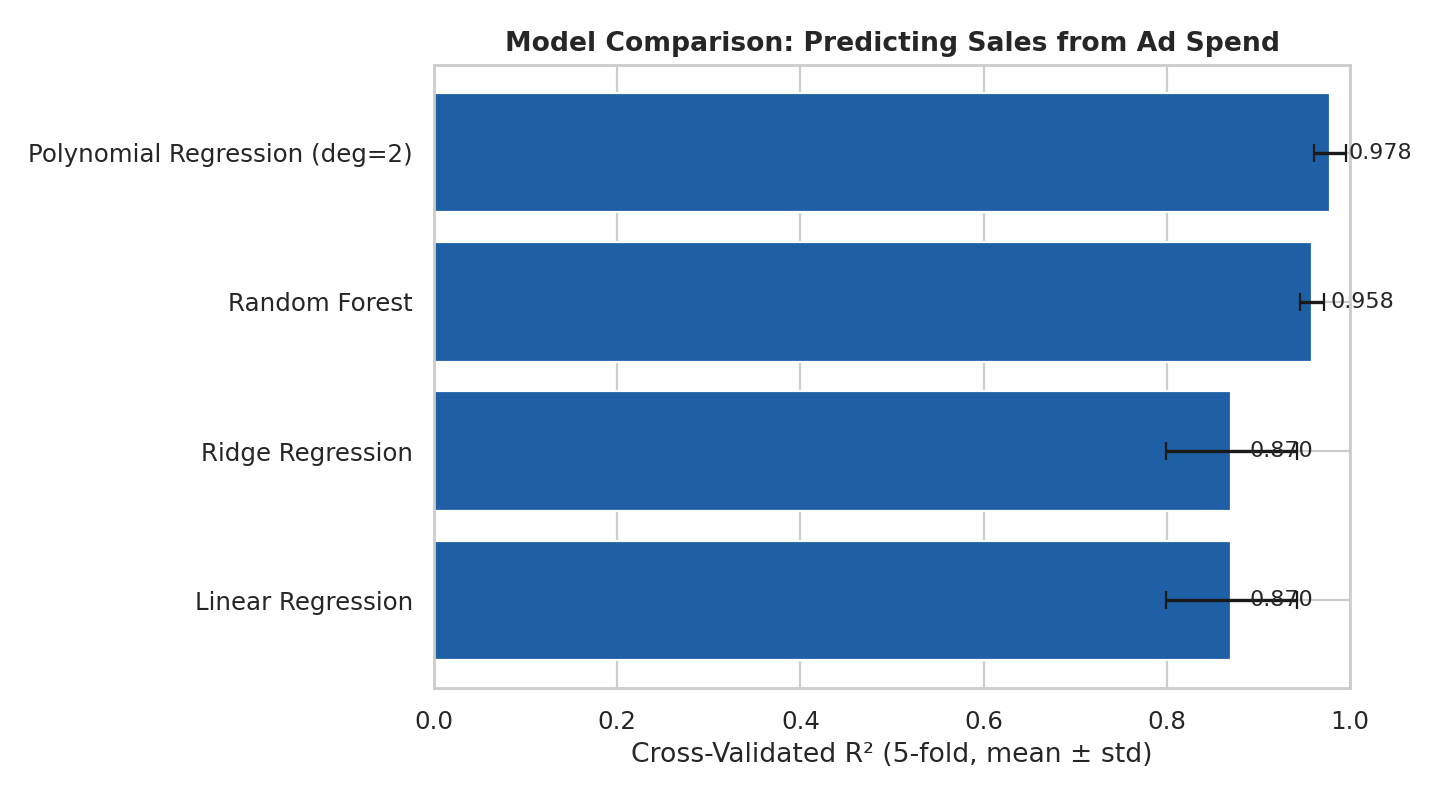 Model Comparison: Predicting Sales from Ad Spend
Polynomial Regression (deg=2)
0.978
Random Forest
0.958
Ridge Regression
0.870
Linear Regression
0.870
0.0 0.2 0.4 0.6 0.8 1.0
Cross-Validated R² (5-fold, mean ± std)